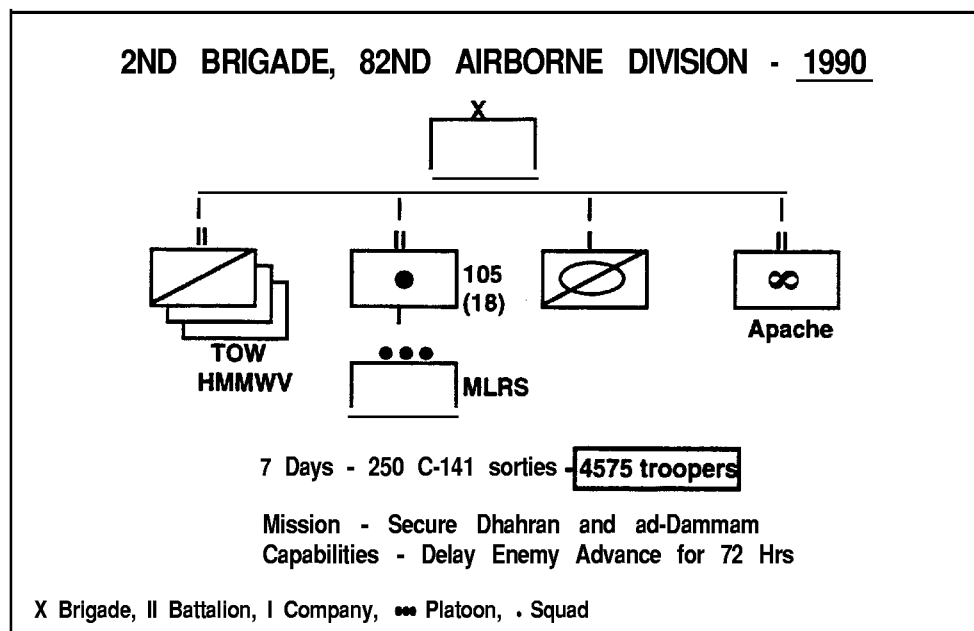 2ND BRIGADE, 82ND AIRBORNE DIVISION - 1990
X
II II I II
105
(18)
TOW
HMMWV
Apache
●●●
MLRS
7 Days - 250 C-141 sorties - 4575 troopers
Mission - Secure Dhahran and ad-Dammam
Capabilities - Delay Enemy Advance for 72 Hrs
X Brigade, II Battalion, I Company, ●●● Platoon, . Squad